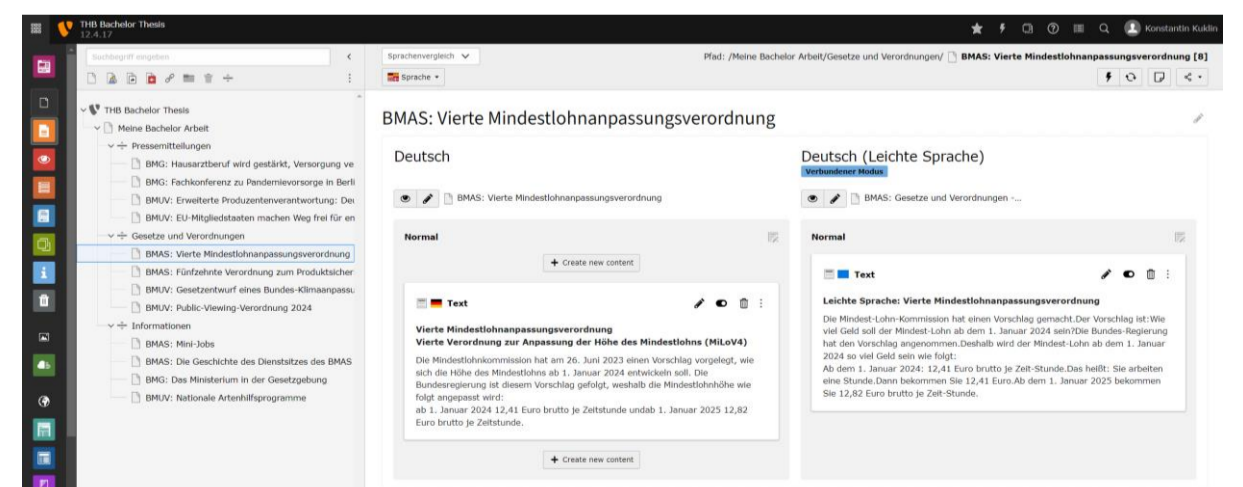 THB Bachelor Thesis
12.4.17
Konstantin Kuklin
Suchbegriff eingeben
Sprachenvergleich
Pfad: /Meine Bachelor Arbeit/Gesetze und Verordnungen/ BMAS: Vierte Mindestlohnanpassungsverordnung [8]
Sprache
THB Bachelor Thesis
Meine Bachelor Arbeit
Pressemitteilungen
BMG: Hausarztberuf wird gestärkt, Versorgung ve
BMG: Fachkonferenz zu Pandemievorsorge in Berli
BMUV: Erweiterte Produzentenverantwortung: Deu
BMUV: EU-Mitgliedstaaten machen Weg frei für en
Gesetze und Verordnungen
BMAS: Vierte Mindestlohnanpassungsverordnung
BMAS: Fünfzehnte Verordnung zum Produktsicher
BMUV: Gesetzentwurf eines Bundes-Klimaanpassu
BMUV: Public-Viewing-Verordnung 2024
Informationen
BMAS: Mini-Jobs
BMAS: Die Geschichte des Dienstsitzes des BMAS
BMG: Das Ministerium in der Gesetzgebung
BMUV: Nationale Artenhilfsprogramme
BMAS: Vierte Mindestlohnanpassungsverordnung
Deutsch
BMAS: Vierte Mindestlohnanpassungsverordnung
Normal
+ Create new content
Text
Vierte Mindestlohnanpassungsverordnung
Vierte Verordnung zur Anpassung der Höhe des Mindestlohns (MiLoV4)
Die Mindestlohnkommission hat am 26. Juni 2023 einen Vorschlag vorgelegt, wie
sich die Höhe des Mindestlohns ab 1. Januar 2024 entwickeln soll. Die
Bundesregierung ist diesem Vorschlag gefolgt, weshalb die Mindestlohnhöhe wie
folgt angepasst wird:
ab 1. Januar 2024 12,41 Euro brutto je Zeitstunde undab 1. Januar 2025 12,82
Euro brutto je Zeitstunde.
+ Create new content
Deutsch (Leichte Sprache)
Verbundener Modus
BMAS: Gesetze und Verordnungen -...
Normal
Text
Leichte Sprache: Vierte Mindestlohnanpassungsverordnung
Die Mindest-Lohn-Kommission hat einen Vorschlag gemacht.Der Vorschlag ist:Wie
viel Geld soll der Mindest-Lohn ab dem 1. Januar 2024 sein?Die Bundes-Regierung
hat den Vorschlag angenommen.Deshalb wird der Mindest-Lohn ab dem 1. Januar
2024 so viel Geld sein wie folgt:
Ab dem 1. Januar 2024: 12,41 Euro brutto je Zeit-Stunde.Das heißt: Sie arbeiten
eine Stunde.Dann bekommen Sie 12,41 Euro.Ab dem 1. Januar 2025 bekommen
Sie 12,82 Euro brutto je Zeit-Stunde.